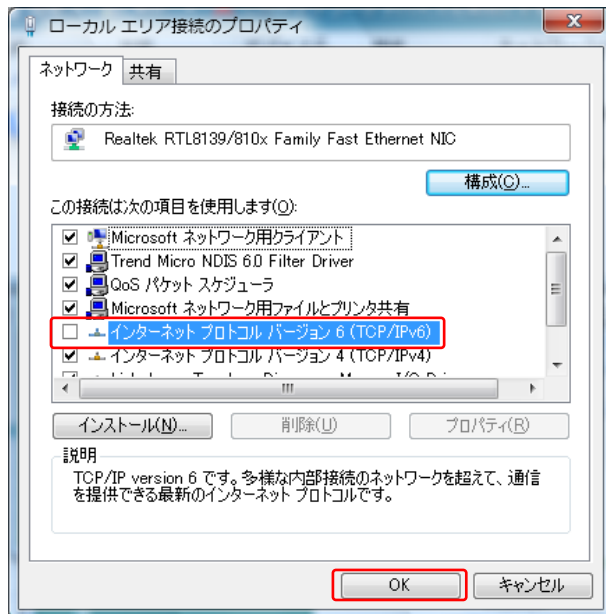 ローカル エリア接続のプロパティ
ネットワーク 共有
接続の方法:
Realtek RTL8139/810x Family Fast Ethernet NIC
構成(C)...
この接続は次の項目を使用します(O):
Microsoft ネットワーク用クライアント
Trend Micro NDIS 6.0 Filter Driver
QoS パケット スケジューラ
Microsoft ネットワーク用ファイルとプリンタ共有
インターネット プロトコル バージョン 6 (TCP/IPv6)
インターネット プロトコル バージョン 4 (TCP/IPv4)
インストール(N)... 削除(U) プロパティ(R)
説明
TCP/IP version 6 です。多様な内部接続のネットワークを超えて、通信
を提供できる最新のインターネット プロトコルです。
OK キャンセル